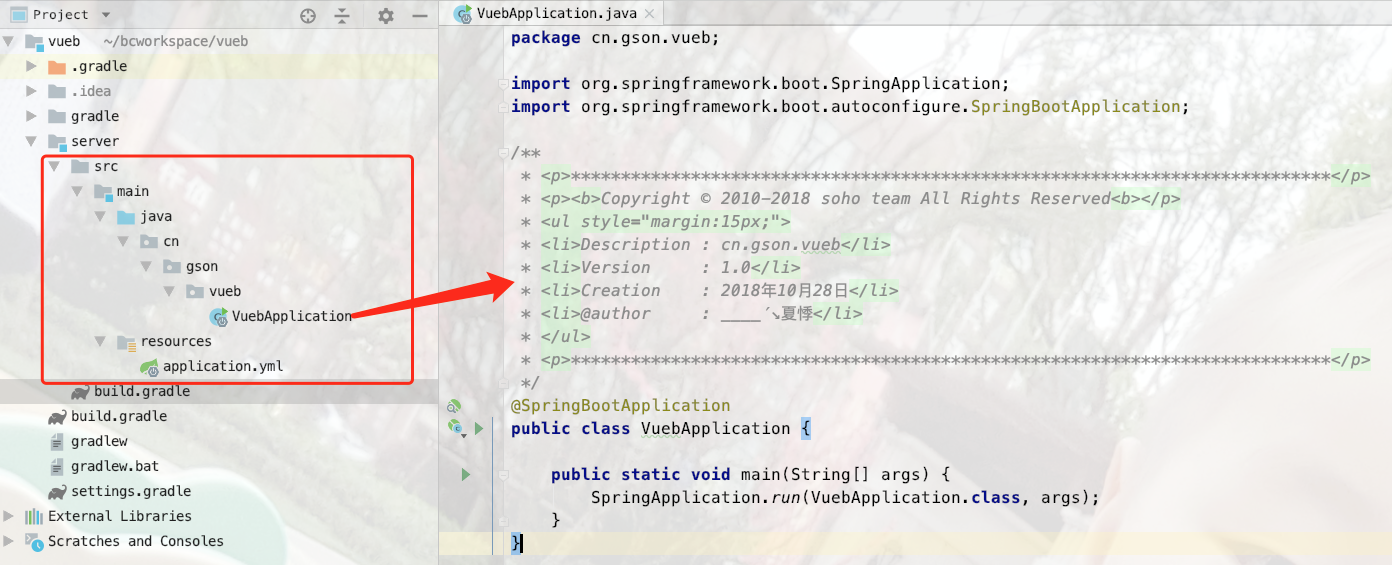 Project
vueb ~/bcworkspace/vueb
.gradle
.idea
gradle
server
src
main
java
cn
gson
vueb
VuebApplication
resources
application.yml
build.gradle
build.gradle
gradlew
gradlew.bat
settings.gradle
External Libraries
Scratches and Consoles
VuebApplication.java
package cn.gson.vueb;
import org.springframework.boot.SpringApplication;
import org.springframework.boot.autoconfigure.SpringBootApplication;
/**
* <p>****************************************************************************</p>
* <p><b>Copyright © 2010-2018 soho team All Rights Reserved<b></p>
* <ul style="margin:15px;">
* <li>Description : cn.gson.vueb</li>
* <li>Version     : 1.0</li>
* <li>Creation    : 2018年10月28日</li>
* <li>@author     : ____′↘夏悸</li>
* </ul>
* <p>****************************************************************************</p>
*/
@SpringBootApplication
public class VuebApplication {
public static void main(String[] args) {
SpringApplication.run(VuebApplication.class, args);
}
}